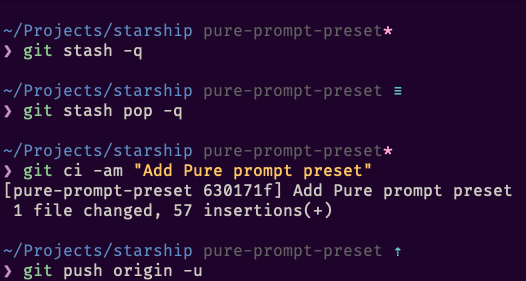 ~/Projects/starship pure-prompt-preset*
❯ git stash -q
~/Projects/starship pure-prompt-preset ≡
❯ git stash pop -q
~/Projects/starship pure-prompt-preset*
❯ git ci -am "Add Pure prompt preset"
[pure-prompt-preset 630171f] Add Pure prompt preset
1 file changed, 57 insertions(+)
~/Projects/starship pure-prompt-preset ⇡
❯ git push origin -u